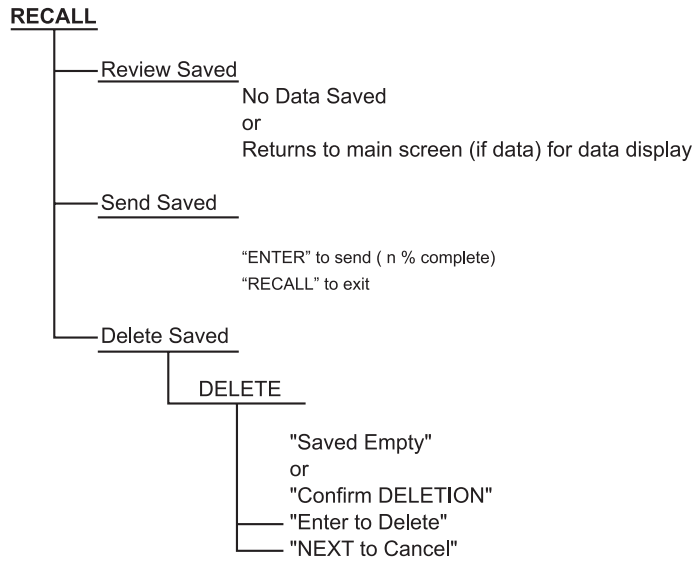 RECALL
Review Saved
No Data Saved
or
Returns to main screen (if data) for data display
Send Saved
“ENTER” to send ( n % complete)
“RECALL” to exit
Delete Saved
DELETE
"Saved Empty"
or
"Confirm DELETION"
"Enter to Delete"
"NEXT to Cancel"